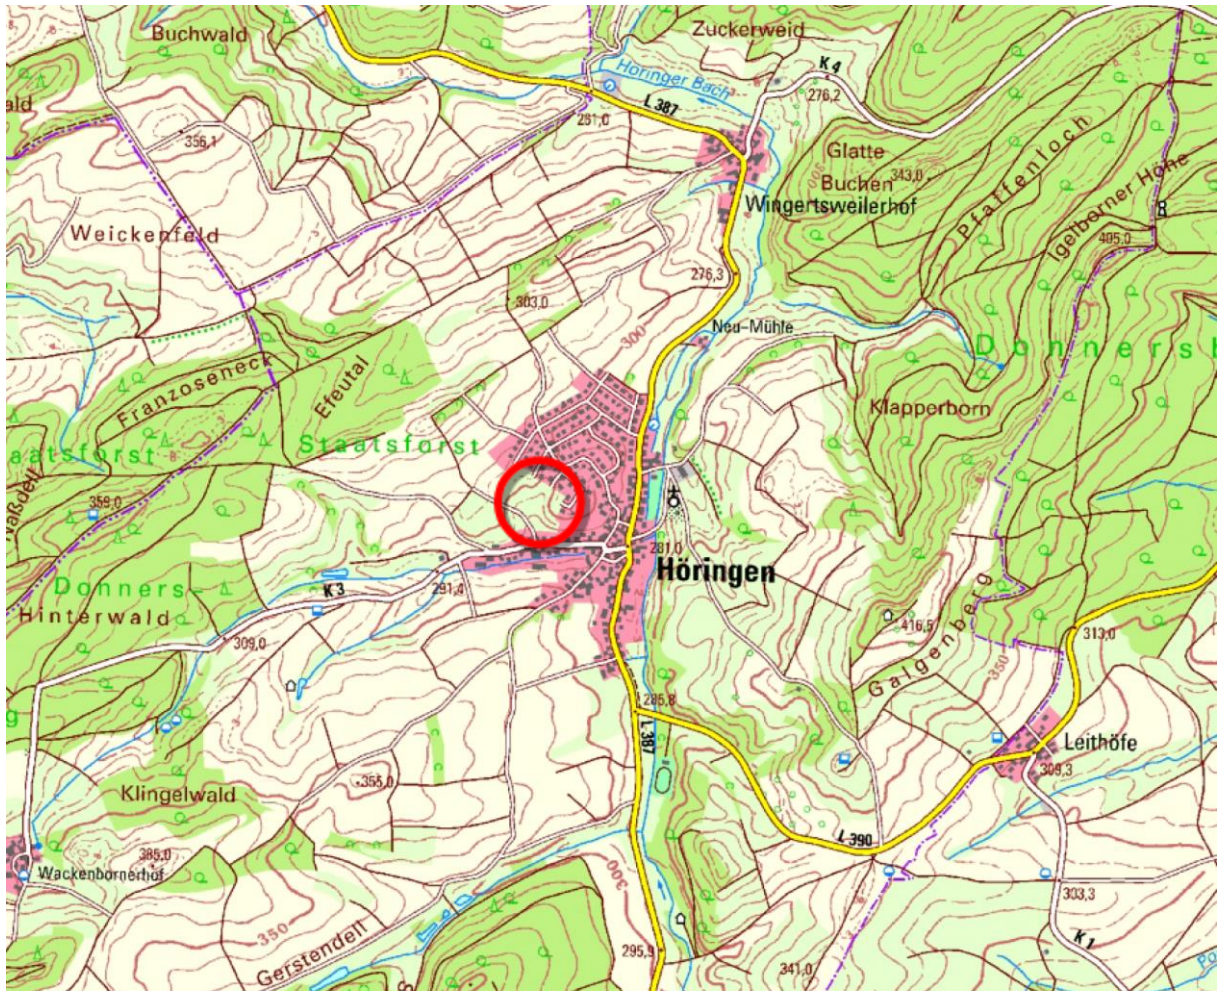 Buchwald
Zuckerweid
K 4
Höringer Bach
276,2
L 387
281,0
ald
356,1
Glatte
Buchen
343,0
Pfaffenloch
Igelborner Höhe
405,0
Wingertsweilerhof
Weickenfeld
276,3
303,0
300
Neu-Mühle
Donnersb
Franzoseneck
Efeutal
Klapperborn
Staatsforst
aatsforst
359,0
281,0
Höringen
K 3
291,4
Donners-
Hinterwald
309,0
416,5
Galgenberg
350
313,0
285,8
L 387
Leithöfe
309,3
355,0
Klingelwald
L 390
385,0
Wackenbornerhof
300
303,3
350
Gerstendell
295,9
341,0
K 1